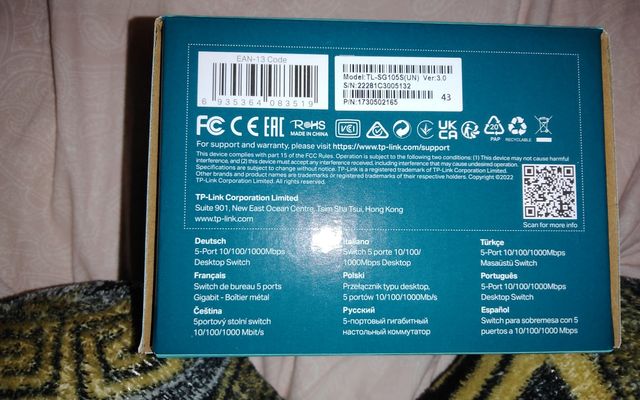 EAN-13 Code
6 935364 083519
Model:TL-SG105S(UN) Ver:3.0
S/N:22281C3005132
P/N:1730502165
43
FC CE EAC RoHS MADE IN CHINA VCCI UK CA 20 PAP RECYCLABLE
For support and warranty, please visit https://www.tp-link.com/support
This device complies with part 15 of the FCC Rules. Operation is subject to the following two conditions: (1) This device may not cause harmful
interference, and (2) this device must accept any interference received, including interference that may cause undesired operation.
Specifications are subject to change without notice. TP-Link is a registered trademark of TP-Link Corporation Limited.
Other brands and product names are trademarks or registered trademarks of their respective holders. Copyright ©2022
TP-Link Corporation Limited. All rights reserved.
TP-Link Corporation Limited
Suite 901, New East Ocean Centre, Tsim Sha Tsui, Hong Kong
www.tp-link.com
Scan for more info
Deutsch
5-Port 10/100/1000Mbps
Desktop Switch
Français
Switch de bureau 5 ports
Gigabit - Boîtier métal
Čeština
5portový stolní switch
10/100/1000 Mbit/s
Italiano
Switch 5 porte 10/100/
1000Mbps Desktop
Polski
Przełącznik typu desktop,
5 portów 10/100/1000Mb/s
Русский
5-портовый гигабитный
настольный коммутатор
Türkçe
5-Port 10/100/1000Mbps
Masaüstü Switch
Português
5-Port 10/100/1000Mbps
Desktop Switch
Español
Switch para sobremesa con 5
puertos a 10/100/1000 Mbps